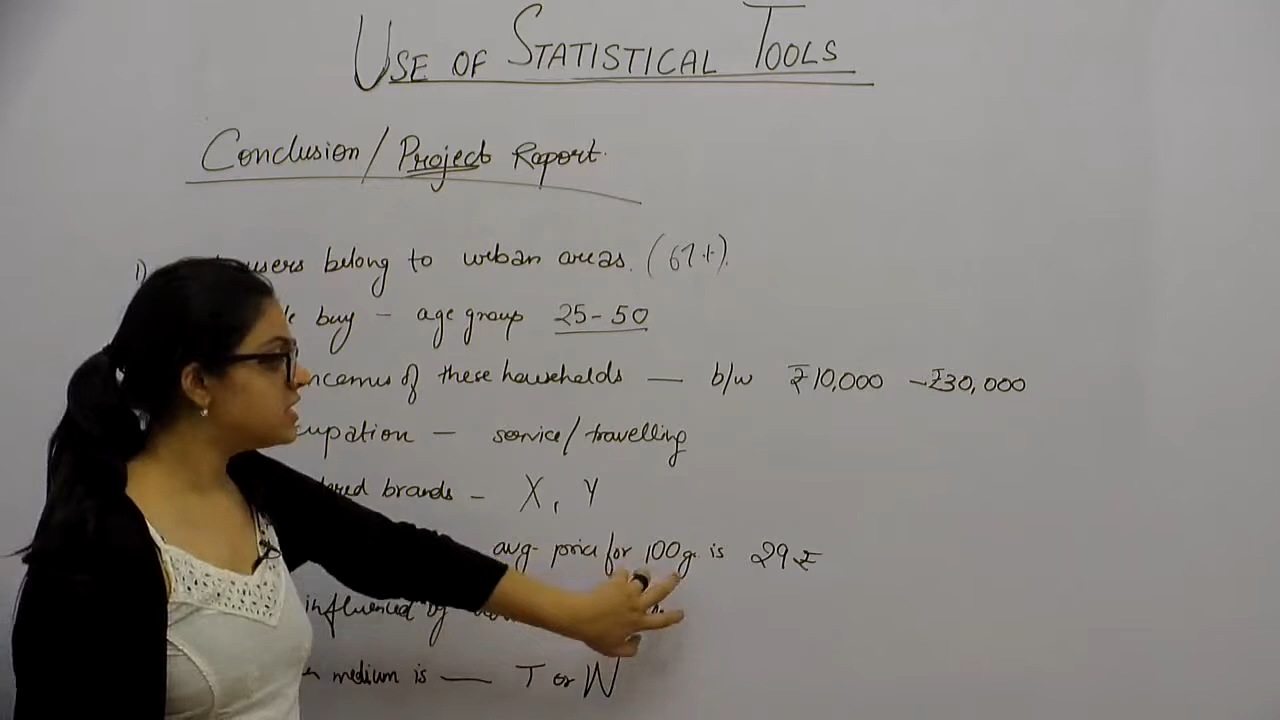 USE OF STATISTICAL TOOLS
Conclusion / Project Report.
1) users belong to urban areas. (67%).
buy - age group 25-50
of these households — b/w ₹10,000 - ₹30,000
- service/travelling
brands - X, Y
avg. price for 100g. is 29 ₹
influenced by
medium is — T or N